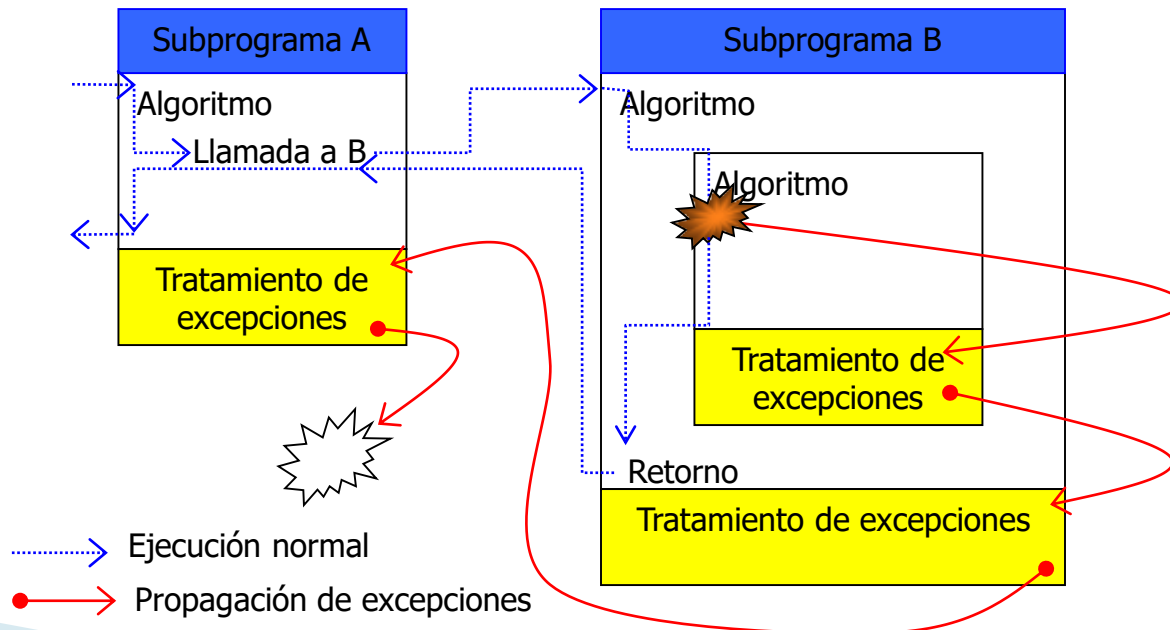 Subprograma A
Algoritmo
Llamada a B
Tratamiento de
excepciones
Subprograma B
Algoritmo
Algoritmo
Tratamiento de
excepciones
Retorno
Tratamiento de excepciones
Ejecución normal
Propagación de excepciones